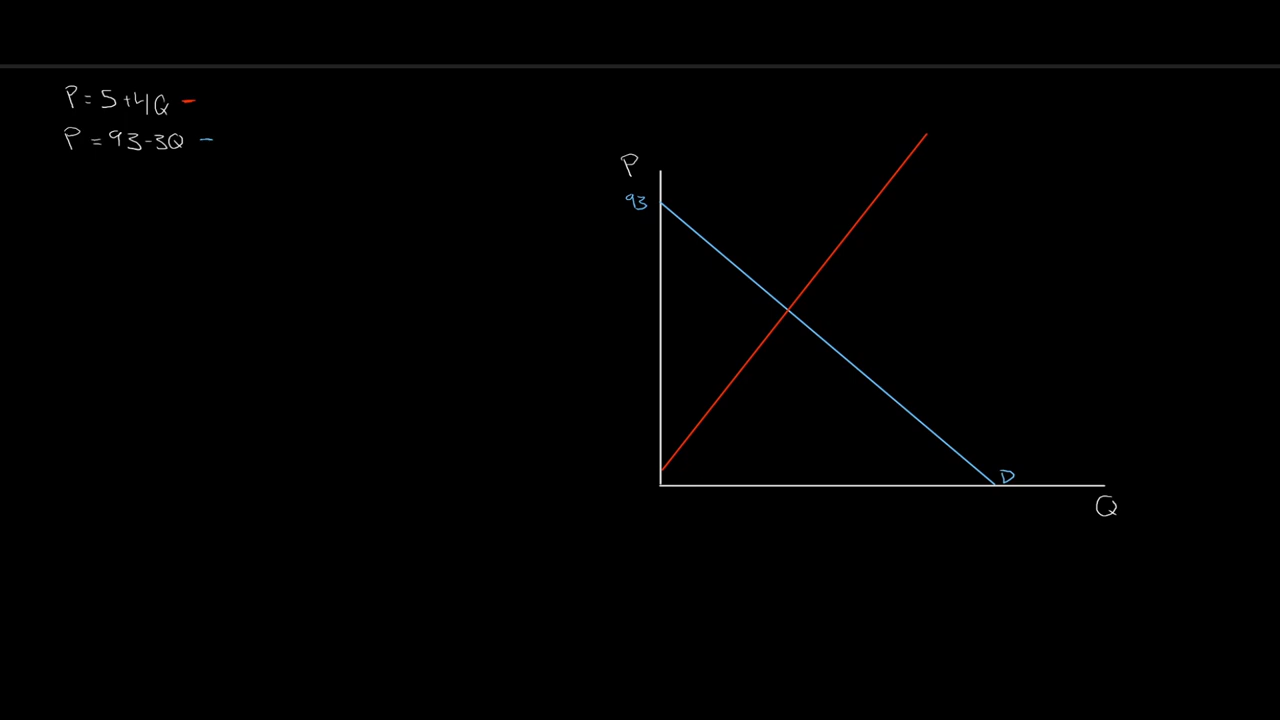 P = 5 + 4Q -
P = 93 - 3Q -
P
93
D
Q